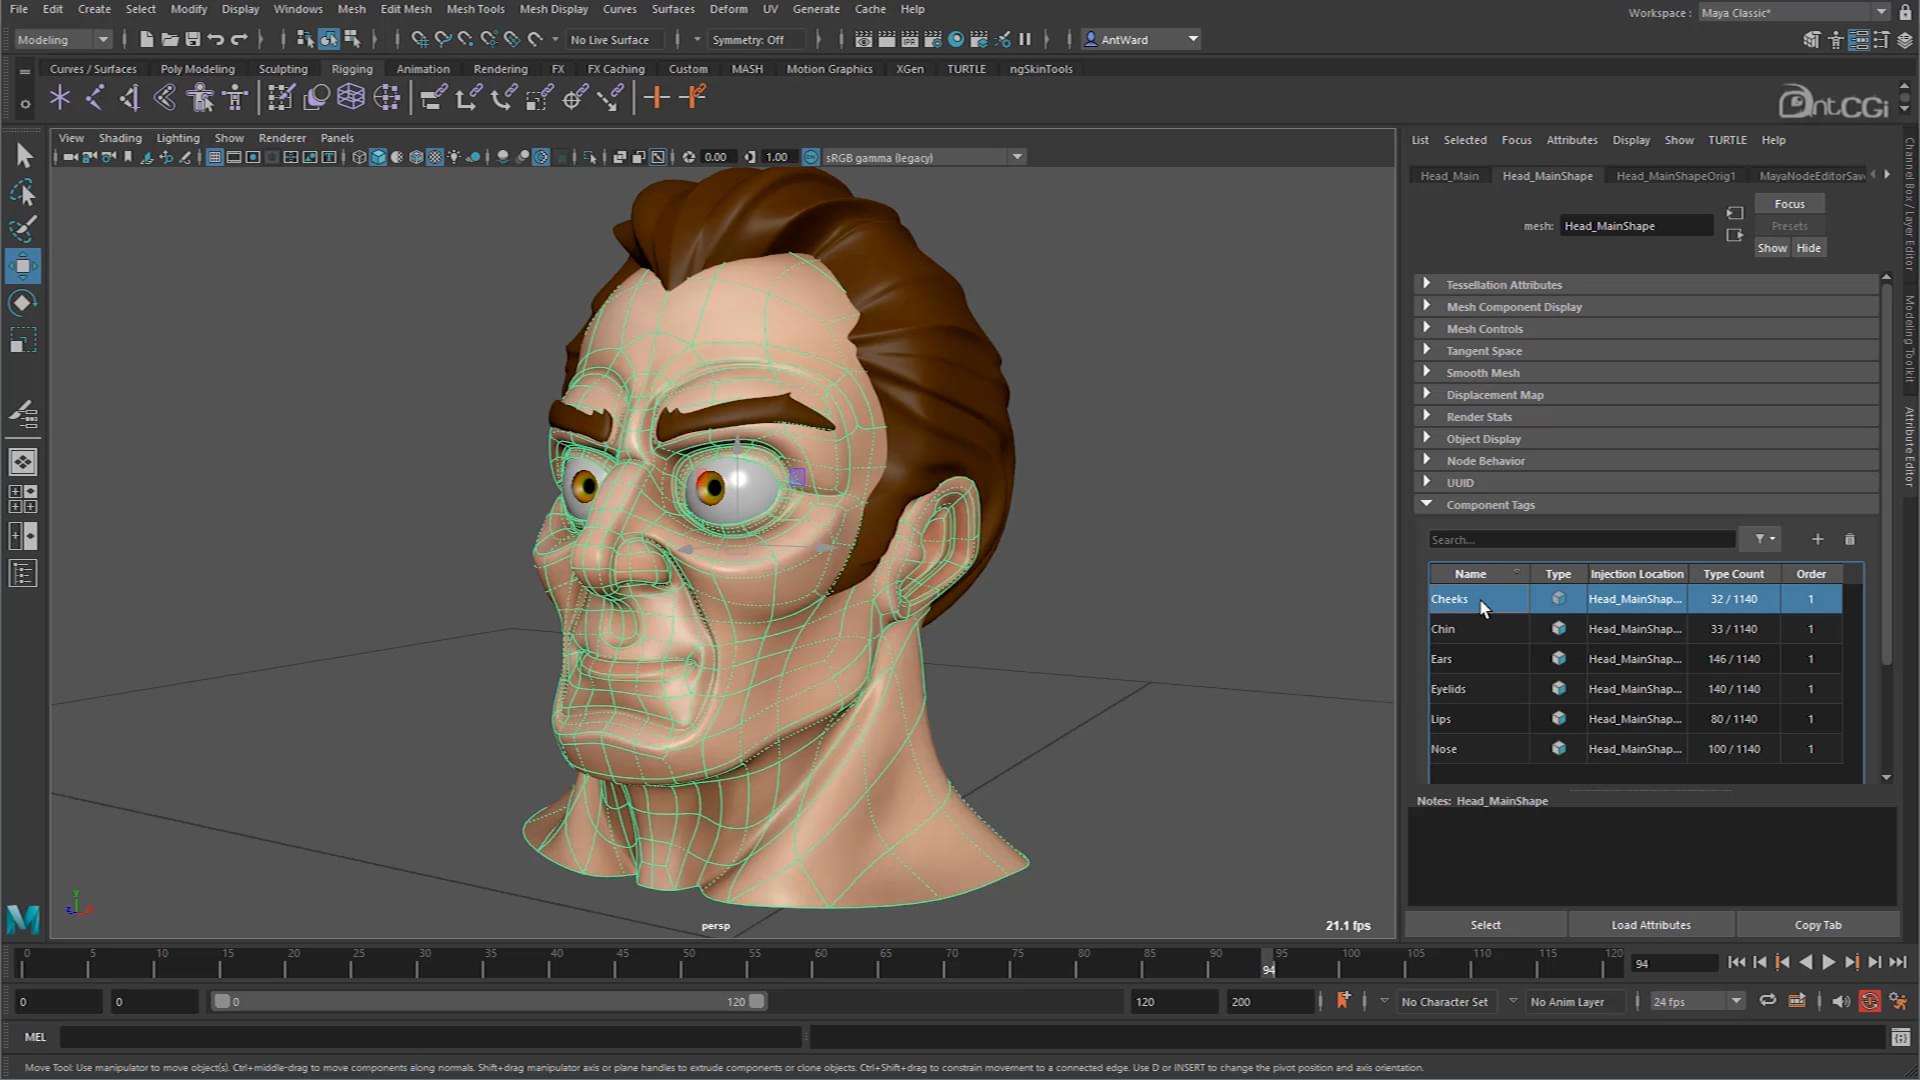 File Edit Create Select Modify Display Windows Mesh Edit Mesh Mesh Tools Mesh Display Curves Surfaces Deform UV Generate Cache Help
Workspace : Maya Classic*
Modeling No Live Surface Symmetry: Off AntWard
Curves / Surfaces Poly Modeling Sculpting Rigging Animation Rendering FX FX Caching Custom MASH Motion Graphics XGen TURTLE ngSkinTools
AntCGi
View Shading Lighting Show Renderer Panels
0.00 1.00 sRGB gamma (legacy)
List Selected Focus Attributes Display Show TURTLE Help
Head_Main Head_MainShape Head_MainShapeOrig1 MayaNodeEditorSav
Focus
mesh: Head_MainShape
Presets
Show Hide
Tessellation Attributes
Mesh Component Display
Mesh Controls
Tangent Space
Smooth Mesh
Displacement Map
Render Stats
Object Display
Node Behavior
UUID
Component Tags
Search...
Name Type Injection Location Type Count Order
Cheeks Head_MainShap... 32 / 1140 1
Chin Head_MainShap... 33 / 1140 1
Ears Head_MainShap... 146 / 1140 1
Eyelids Head_MainShap... 140 / 1140 1
Lips Head_MainShap... 80 / 1140 1
Nose Head_MainShap... 100 / 1140 1
Notes: Head_MainShape
Select Load Attributes Copy Tab
Channel Box / Layer Editor
Modeling Toolkit
Attribute Editor
y
persp
21.1 fps
0 5 10 15 20 25 30 35 40 45 50 55 60 65 70 75 80 85 90 95 100 105 110 115 120
94
94
0 0 0 120 120 200 No Character Set No Anim Layer 24 fps
MEL
Move Tool: Use manipulator to move object(s). Ctrl+middle-drag to move components along normals. Shift+drag manipulator axis or plane handles to extrude components or clone objects. Ctrl+Shift+drag to constrain movement to a connected edge. Use D or INSERT to change the pivot position and axis orientation.